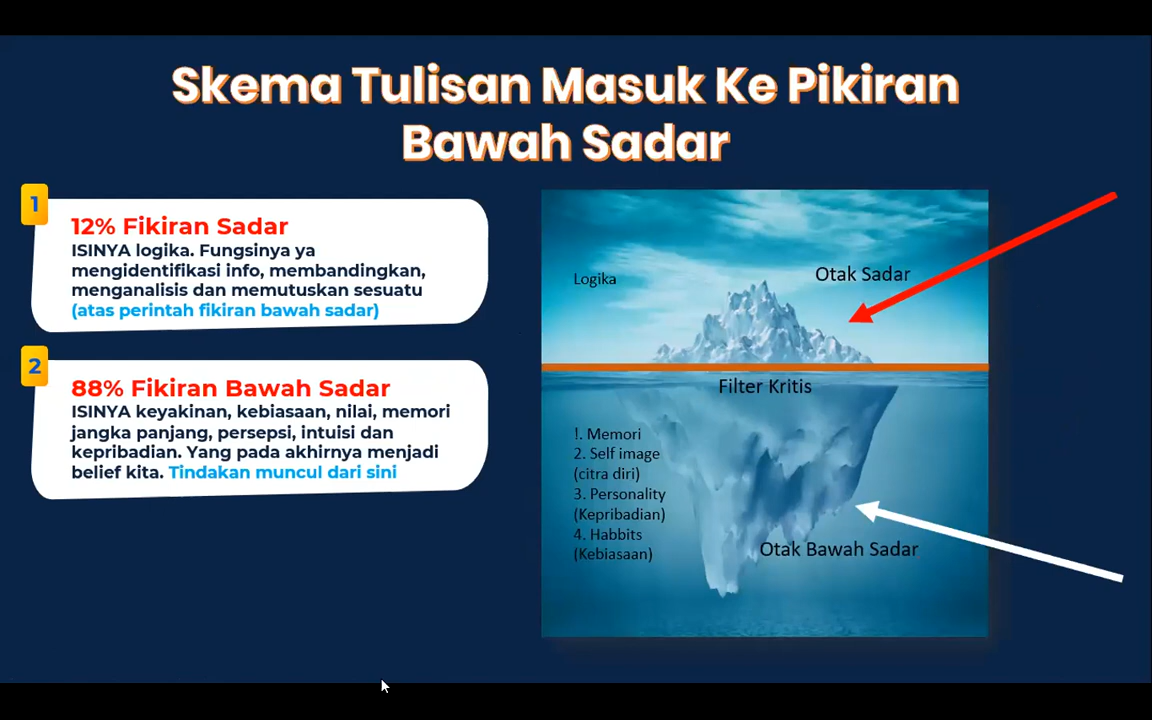 Skema Tulisan Masuk Ke Pikiran
Bawah Sadar
1
12% Fikiran Sadar
ISINYA logika. Fungsinya ya
mengidentifikasi info, membandingkan,
menganalisis dan memutuskan sesuatu
(atas perintah fikiran bawah sadar)
2
88% Fikiran Bawah Sadar
ISINYA keyakinan, kebiasaan, nilai, memori
jangka panjang, persepsi, intuisi dan
kepribadian. Yang pada akhirnya menjadi
belief kita. Tindakan muncul dari sini
Logika
Otak Sadar
Filter Kritis
!. Memori
2. Self image
(citra diri)
3. Personality
(Kepribadian)
4. Habbits
(Kebiasaan)
Otak Bawah Sadar